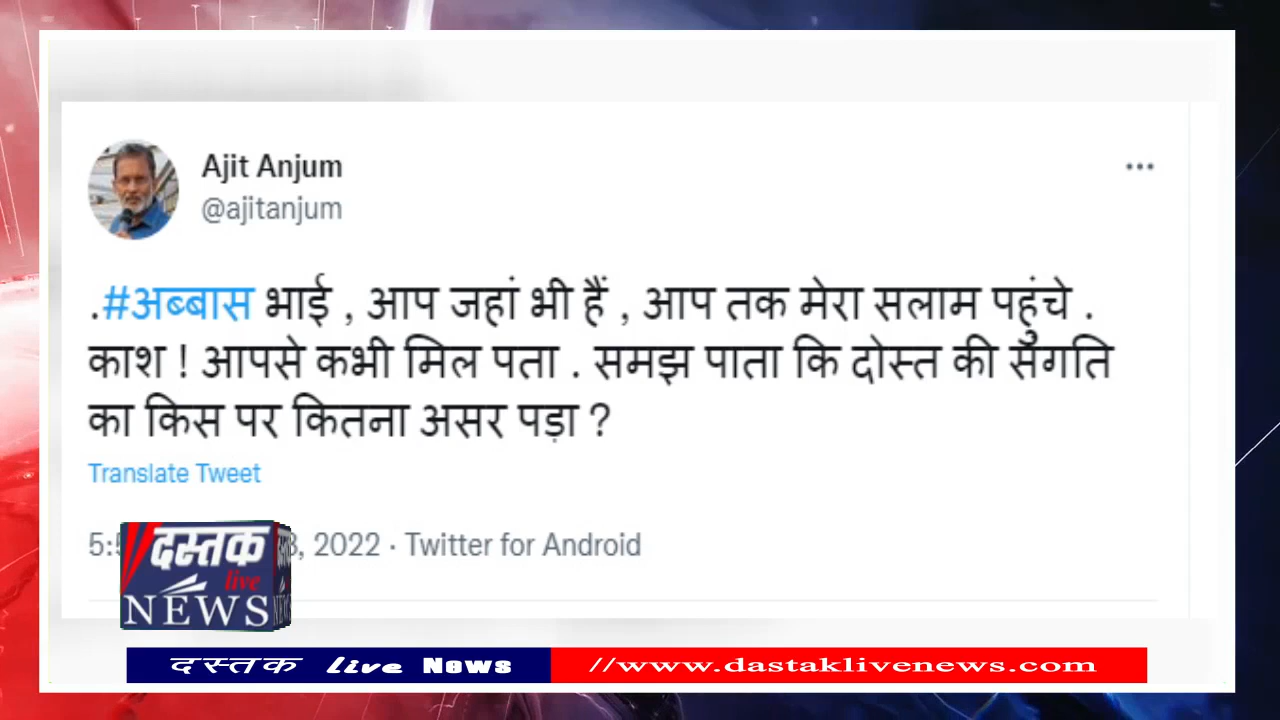 Ajit Anjum
@ajitanjum
.#अब्बास भाई , आप जहां भी हैं , आप तक मेरा सलाम पहुंचे .
काश ! आपसे कभी मिल पता . समझ पाता कि दोस्त की संगति
का किस पर कितना असर पड़ा ?
Translate Tweet
2022 · Twitter for Android
दस्तक
live
NEWS
दस्तक live News //www.dastaklivenews.com